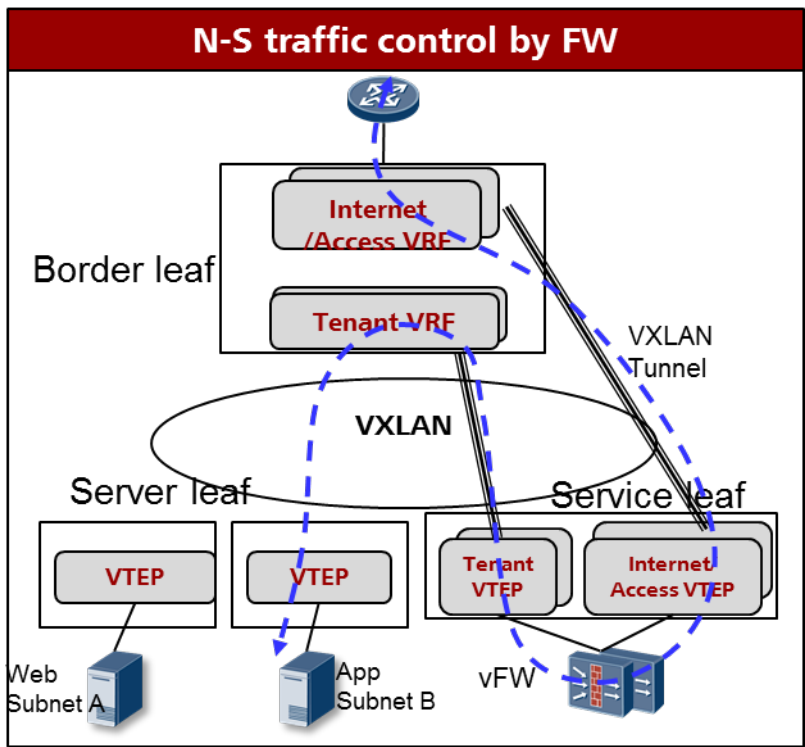 N-S traffic control by FW
Internet
/Access VRF
Border leaf
Tenant VRF
VXLAN
Tunnel
VXLAN
Server leaf
Service leaf
VTEP
VTEP
Tenant
VTEP
Internet
Access VTEP
Web
Subnet A
App
Subnet B
vFW